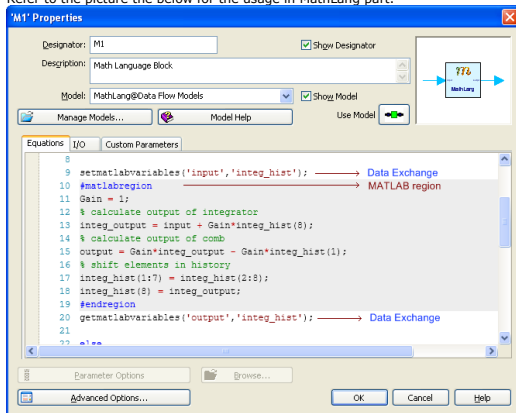 Refer to the picture the below for the usage in MathLang part.
'M1' Properties
Designator: M1
Show Designator
Description: Math Language Block
Model: MathLang@Data Flow Models
Show Model
Manage Models...
Model Help
Use Model
MathLang
Equations I/O Custom Parameters
8
9 setmatlabvariables('input','integ_hist'); Data Exchange
10 #matlabregion MATLAB region
11 Gain = 1;
12 % calculate output of integrator
13 integ_output = input + Gain*integ_hist(8);
14 % calculate output of comb
15 output = Gain*integ_output - Gain*integ_hist(1);
16 % shift elements in history
17 integ_hist(1:7) = integ_hist(2:8);
18 integ_hist(8) = integ_output;
19 #endregion
20 getmatlabvariables('output','integ_hist'); Data Exchange
21
22 else
Parameter Options
Browse...
Advanced Options...
OK
Cancel
Help